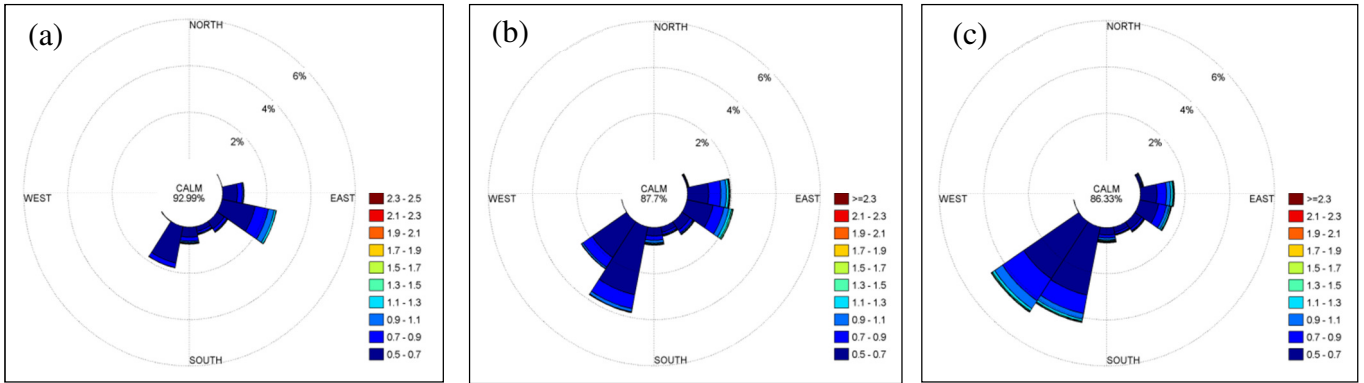 (a)
NORTH
6%
4%
2%
WEST
CALM
92.99%
EAST
SOUTH
2.3 - 2.5
2.1 - 2.3
1.9 - 2.1
1.7 - 1.9
1.5 - 1.7
1.3 - 1.5
1.1 - 1.3
0.9 - 1.1
0.7 - 0.9
0.5 - 0.7
(b)
NORTH
6%
4%
2%
WEST
CALM
87.7%
EAST
SOUTH
>=2.3
2.1 - 2.3
1.9 - 2.1
1.7 - 1.9
1.5 - 1.7
1.3 - 1.5
1.1 - 1.3
0.9 - 1.1
0.7 - 0.9
0.5 - 0.7
(c)
NORTH
6%
4%
2%
WEST
CALM
86.33%
EAST
SOUTH
>=2.3
2.1 - 2.3
1.9 - 2.1
1.7 - 1.9
1.5 - 1.7
1.3 - 1.5
1.1 - 1.3
0.9 - 1.1
0.7 - 0.9
0.5 - 0.7